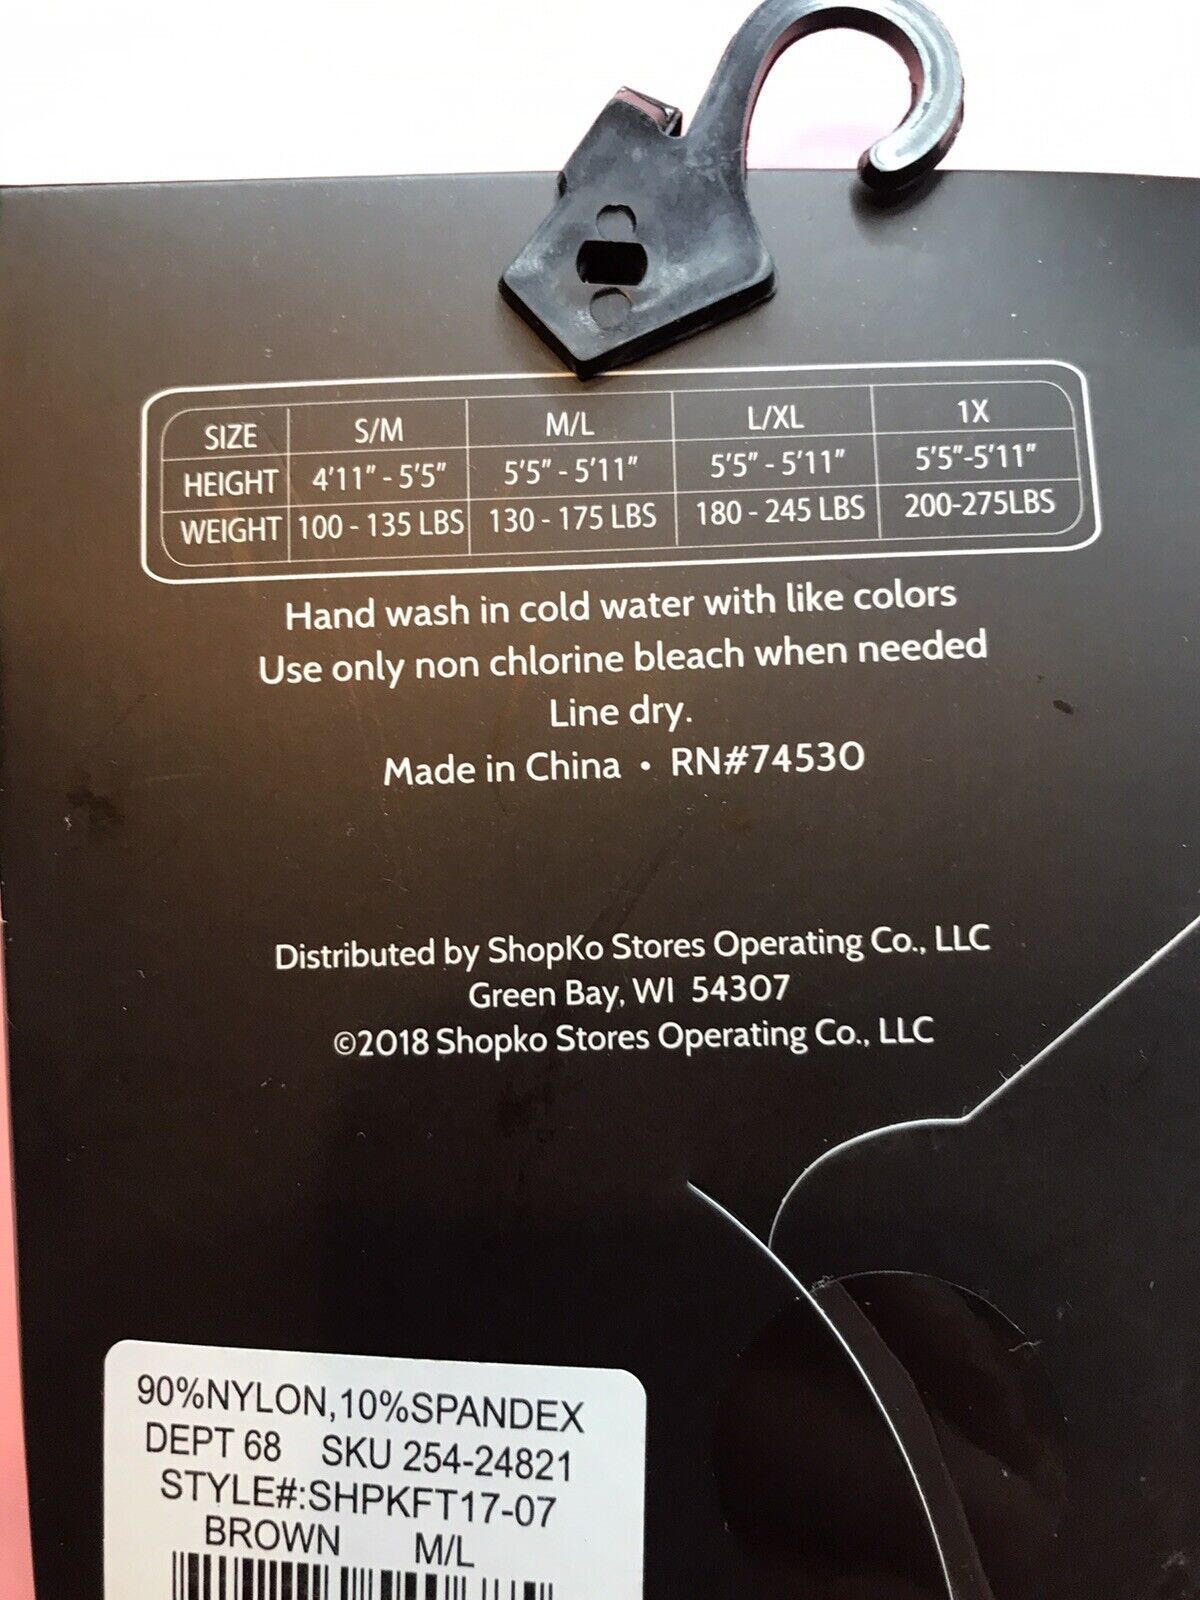 SIZE S/M M/L L/XL 1X
HEIGHT 4'11" - 5'5" 5'5" - 5'11" 5'5" - 5'11" 5'5"-5'11"
WEIGHT 100 - 135 LBS 130 - 175 LBS 180 - 245 LBS 200-275LBS
Hand wash in cold water with like colors
Use only non chlorine bleach when needed
Line dry.
Made in China • RN#74530
Distributed by ShopKo Stores Operating Co., LLC
Green Bay, WI 54307
©2018 Shopko Stores Operating Co., LLC
90%NYLON,10%SPANDEX
DEPT 68 SKU 254-24821
STYLE#:SHPKFT17-07
BROWN M/L